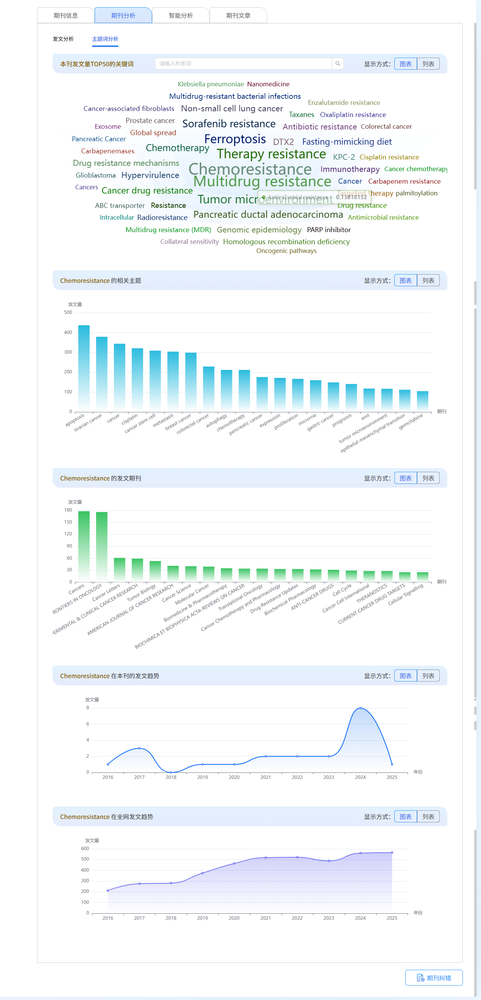 期刊信息 期刊分析 智能分析 期刊文章
发文分析 主题词分析
本刊发文量TOP50的关键词 请输入检索词 显示方式： 图表 列表
Klebsiella pneumoniae Nanomedicine
Multidrug-resistant bacterial infections
Enzalutamide resistance
Cancer-associated fibroblasts Non-small cell lung cancer
Taxanes Oxaliplatin resistance
Prostate cancer Sorafenib resistance
Exosome Antibiotic resistance Colorectal cancer
Global spread
Pancreatic Cancer Ferroptosis DTX2 Fasting-mimicking diet
Chemotherapy
Carbapenemases Therapy resistance KPC-2 Cisplatin resistance
Drug resistance mechanisms
Chemoresistance Immunotherapy Cancer chemotherapy
Glioblastoma Hypervirulence
Multidrug resistance Cancer Carbapenem resistance
Cancers Cancer drug resistance
Targeted therapy palmitoylation
Antimicrobial resistance 0.13818152
Tumor microenvironment
ABC transporter Resistance Drug resistance
Intracellular Radioresistance Pancreatic ductal adenocarcinoma Antimicrobial resistance
Multidrug resistance (MDR) Genomic epidemiology PARP inhibitor
Collateral sensitivity Homologous recombination deficiency
Oncogenic pathways
Chemoresistance 的相关主题 显示方式： 图表 列表
发文量
500
400
300
200
100
0
期刊
apoptosis
ovarian cancer
cancer
cisplatin
cancer stem cell
metastasis
breast cancer
colorectal cancer
autophagy
chemotherapy
pancreatic cancer
expression
proliferation
microrna
gastric cancer
prognosis
emt
tumor microenvironment
epithelial-mesenchymal transition
gemcitabine
Chemoresistance 的发文期刊 显示方式： 图表 列表
发文量
180
150
120
90
60
30
0
期刊
Cancers
RONTIERS IN ONCOLOGY
Cancer Letters
PERIMENTAL & CLINICAL CANCER RESEARCH
Tumor Biology
AMERICAN JOURNAL OF CANCER RESEARCH
Cancer Science
Molecular Cancer
Biomedicine & Pharmacotherapy
BIOCHIMICA ET BIOPHYSICA ACTA-REVIEWS ON CANCER
Translational Oncology
Cancer Chemotherapy and Pharmacology
Drug Resistance Updates
Biochemical Pharmacology
ANTI-CANCER DRUGS
Cell Cycle
Cancer Cell International
THERANOSTICS
CURRENT CANCER DRUG TARGETS
Cellular Signalling
Chemoresistance 在本刊的发文趋势 显示方式： 图表 列表
发文量
8
6
4
2
0
年份
2016 2017 2018 2019 2020 2021 2022 2023 2024 2025
Chemoresistance 在全网发文趋势 显示方式： 图表 列表
发文量
600
500
400
300
200
100
0
年份
2016 2017 2018 2019 2020 2021 2022 2023 2024 2025
期刊纠错